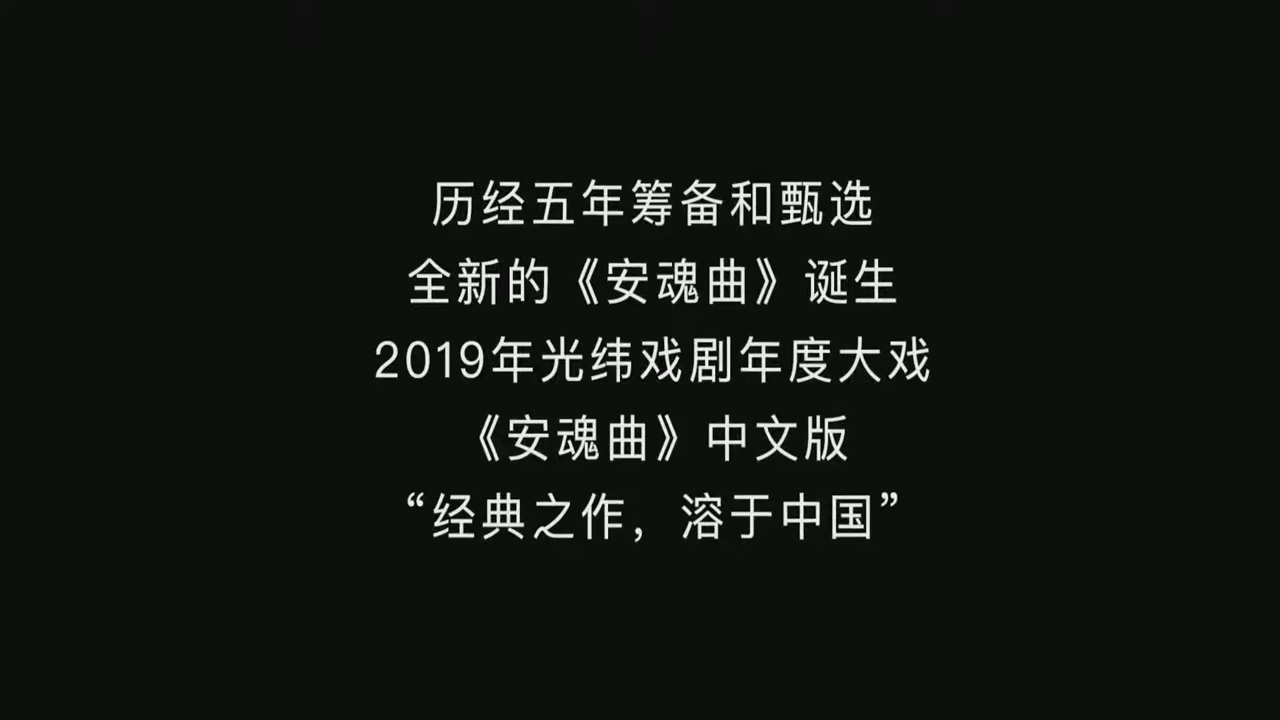 历经五年筹备和甄选
全新的《安魂曲》诞生
2019年光纬戏剧年度大戏
《安魂曲》中文版
“经典之作，溶于中国”